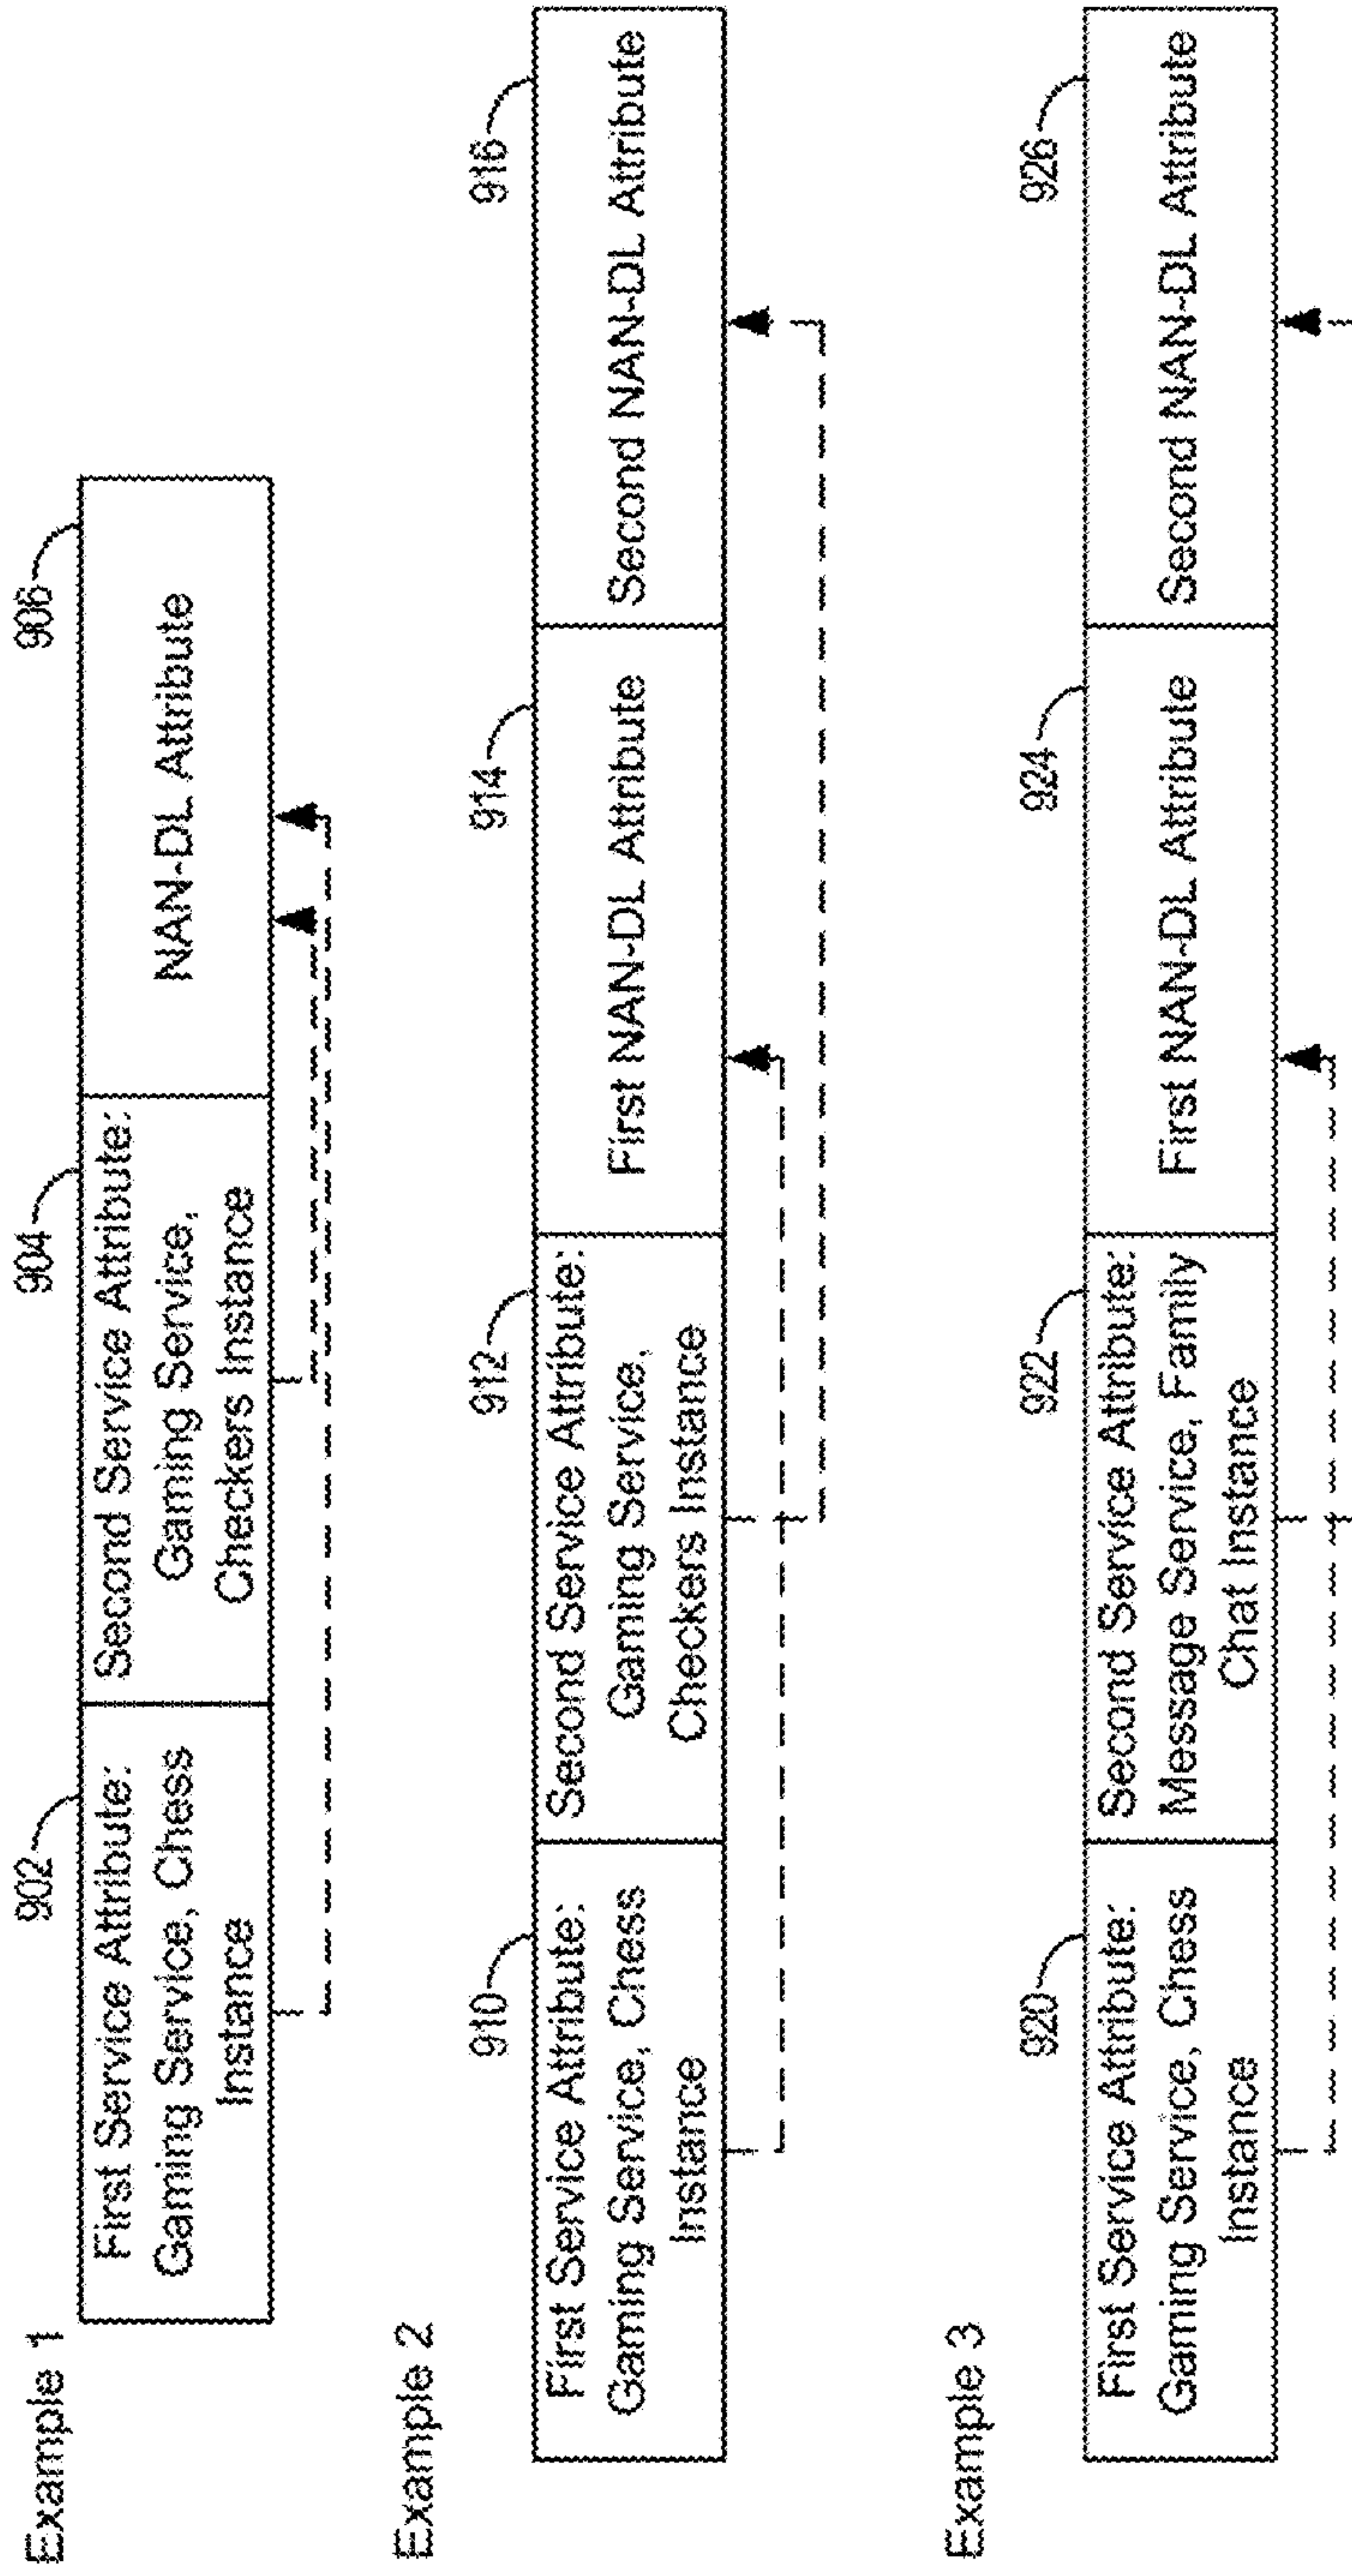 Example 1
902
904
906
First Service Attribute:
Gaming Service, Chess
Instance
Second Service Attribute:
Gaming Service,
Checkers Instance
NAN-DL Attribute
Example 2
910
912
914
916
First Service Attribute:
Gaming Service, Chess
Instance
Second Service Attribute:
Gaming Service,
Checkers Instance
First NAN-DL Attribute
Second NAN-DL Attribute
Example 3
920
922
924
926
First Service Attribute:
Gaming Service, Chess
Instance
Second Service Attribute:
Message Service, Family
Chat Instance
First NAN-DL Attribute
Second NAN-DL Attribute